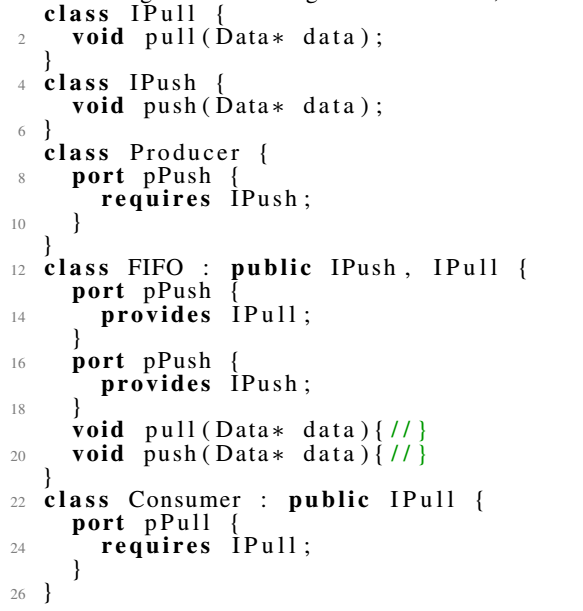 class IPull {
2 void pull(Data* data);
}
4 class IPush {
void push(Data* data);
6 }
class Producer {
8 port pPush {
requires IPush;
10 }
}
12 class FIFO : public IPush, IPull {
port pPush {
14 provides IPull;
}
16 port pPush {
provides IPush;
18 }
void pull(Data* data){//}
20 void push(Data* data){//}
}
22 class Consumer : public IPull {
port pPull {
24 requires IPull;
}
26 }